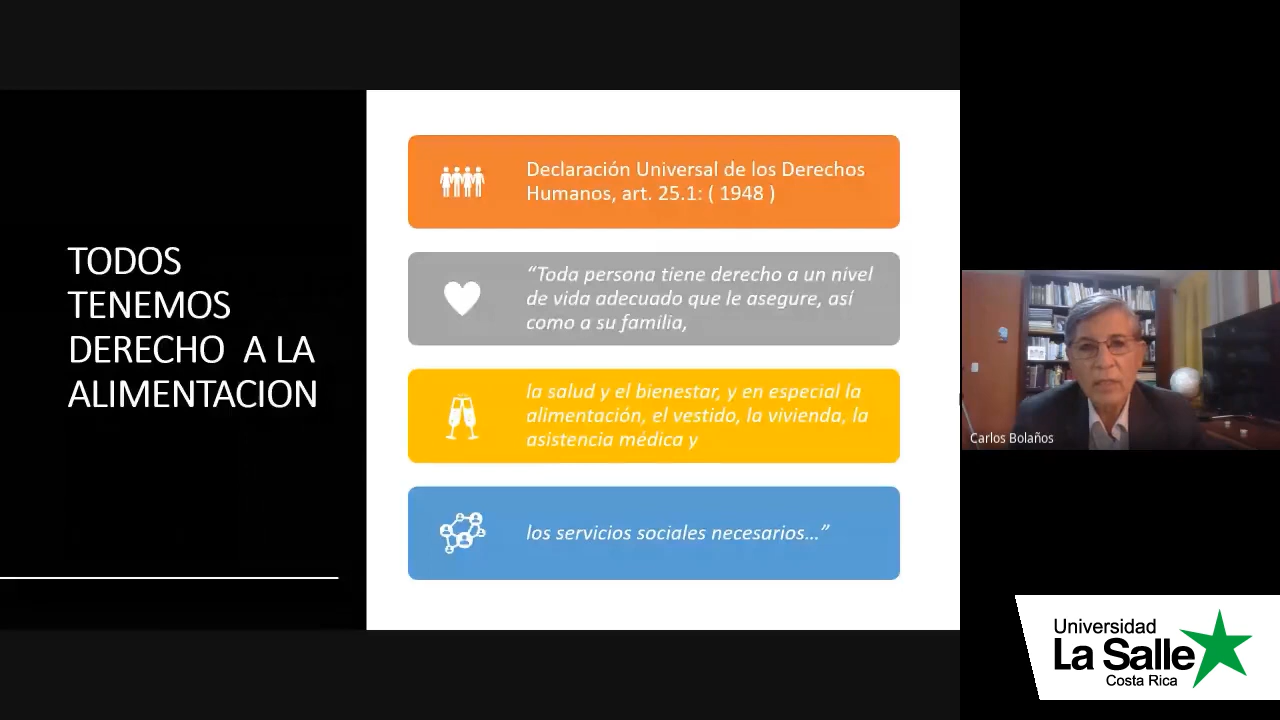 TODOS
TENEMOS
DERECHO A LA
ALIMENTACION
Declaración Universal de los Derechos
Humanos, art. 25.1: ( 1948 )
“Toda persona tiene derecho a un nivel
de vida adecuado que le asegure, así
como a su familia,
la salud y el bienestar, y en especial la
alimentación, el vestido, la vivienda, la
asistencia médica y
los servicios sociales necesarios...”
Carlos Bolaños
Universidad
La Salle
Costa Rica